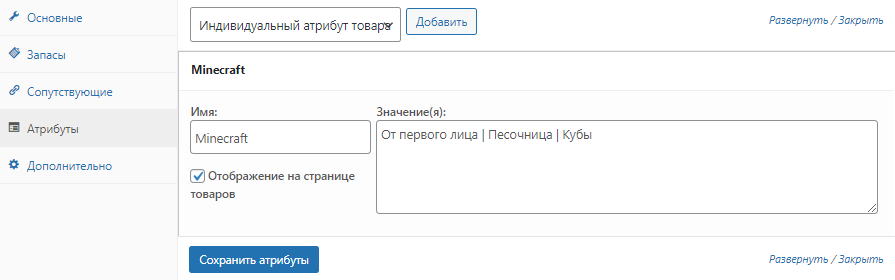 Основные
Запасы
Сопутствующие
Атрибуты
Дополнительно
Индивидуальный атрибут товара
Добавить
Развернуть / Закрыть
Minecraft
Имя:
Значение(я):
Minecraft
От первого лица | Песочница | Кубы
Отображение на странице
товаров
Сохранить атрибуты
Развернуть / Закрыть